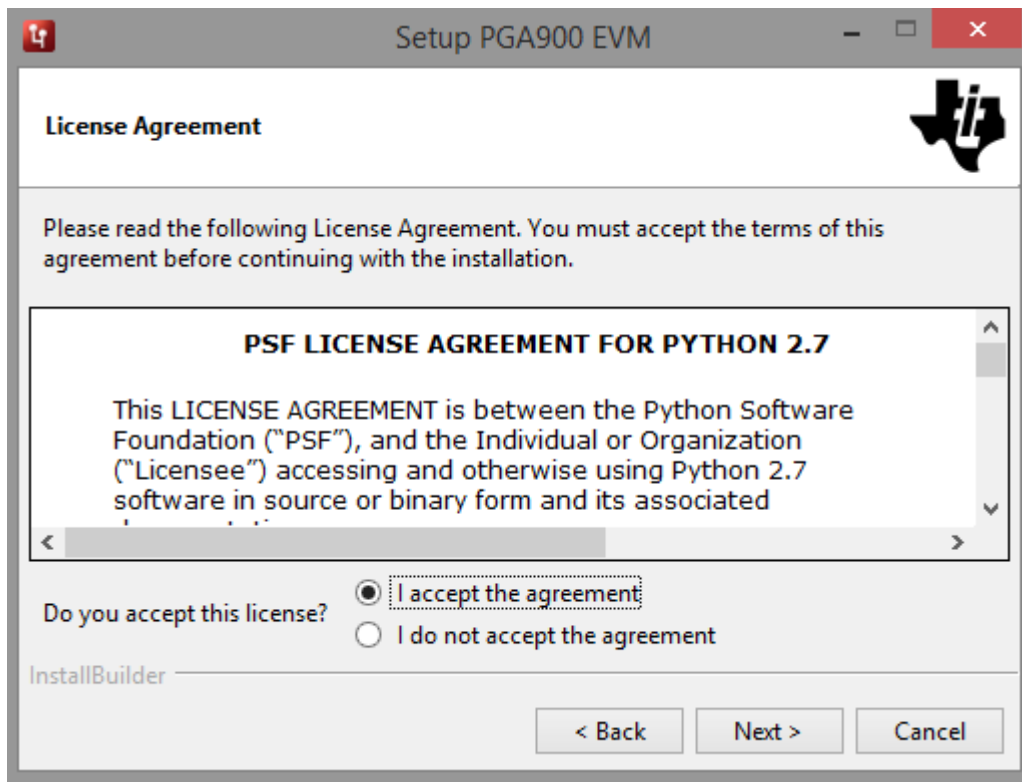 Setup PGA900 EVM
License Agreement
Please read the following License Agreement. You must accept the terms of this
agreement before continuing with the installation.
PSF LICENSE AGREEMENT FOR PYTHON 2.7
This LICENSE AGREEMENT is between the Python Software
Foundation (“PSF”), and the Individual or Organization
(“Licensee”) accessing and otherwise using Python 2.7
software in source or binary form and its associated
Do you accept this license?
I accept the agreement
I do not accept the agreement
InstallBuilder
< Back
Next >
Cancel